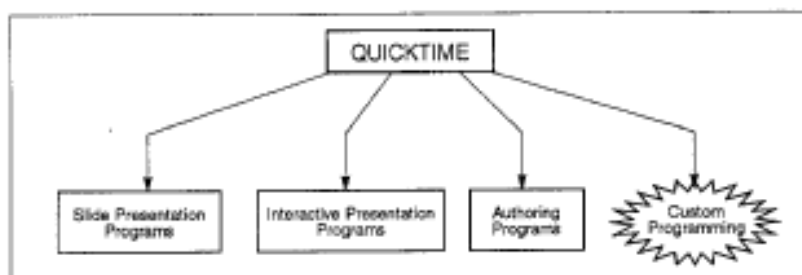 QUICKTIME
Slide Presentation
Programs
Interactive Presentation
Programs
Authoring
Programs
Custom
Programming